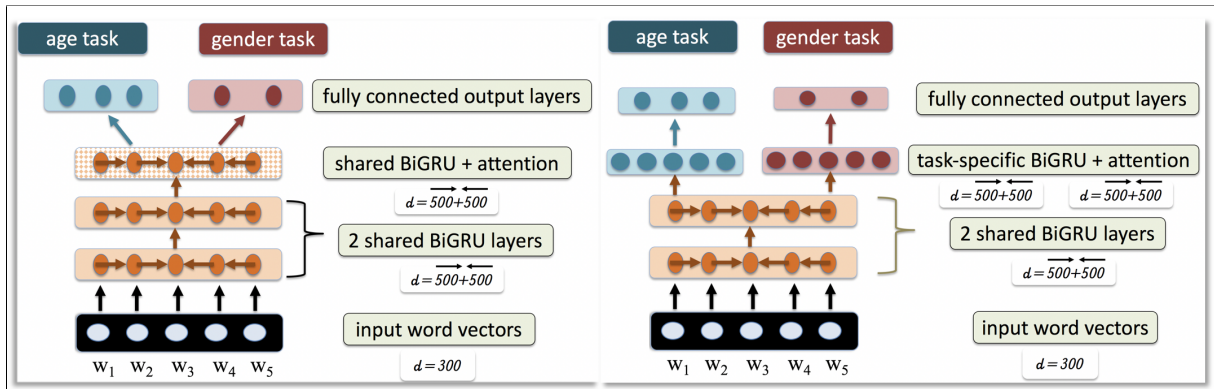 age task
gender task
fully connected output layers
shared BiGRU + attention
d = 500+500
2 shared BiGRU layers
d = 500+500
input word vectors
w1 w2 w3 w4 w5
d = 300
age task
gender task
fully connected output layers
task-specific BiGRU + attention
d = 500+500 d = 500+500
2 shared BiGRU layers
d = 500+500
input word vectors
w1 w2 w3 w4 w5
d = 300